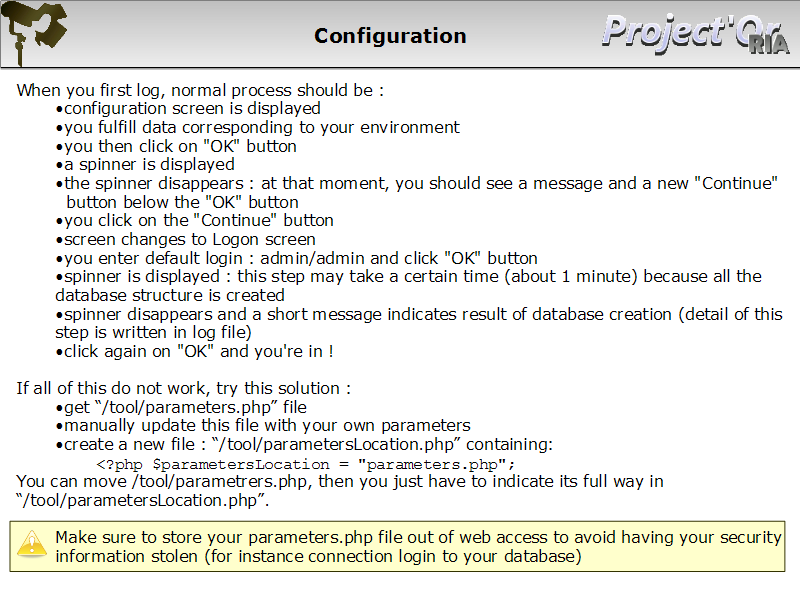 Configuration
Project'Or
RIA
When you first log, normal process should be :
•configuration screen is displayed
•you fulfill data corresponding to your environment
•you then click on "OK" button
•a spinner is displayed
•the spinner disappears : at that moment, you should see a message and a new "Continue"
button below the "OK" button
•you click on the "Continue" button
•screen changes to Logon screen
•you enter default login : admin/admin and click "OK" button
•spinner is displayed : this step may take a certain time (about 1 minute) because all the
database structure is created
•spinner disappears and a short message indicates result of database creation (detail of this
step is written in log file)
•click again on "OK" and you're in !
If all of this do not work, try this solution :
•get “/tool/parameters.php” file
•manually update this file with your own parameters
•create a new file : “/tool/parametersLocation.php” containing:
<?php $parametersLocation = "parameters.php";
You can move /tool/parametrers.php, then you just have to indicate its full way in
“/tool/parametersLocation.php”.
Make sure to store your parameters.php file out of web access to avoid having your security
information stolen (for instance connection login to your database)